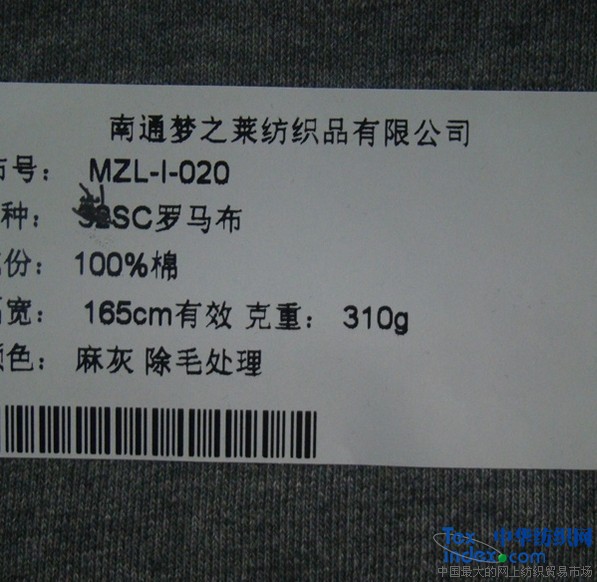 南通梦之莱纺织品有限公司
布号： MZL-I-020
种： SC罗马布
份： 100%棉
宽： 165cm有效 克重： 310g
颜色： 麻灰 除毛处理
Tex 中华纺织网
Index.com
中国最大的网上纺织贸易市场